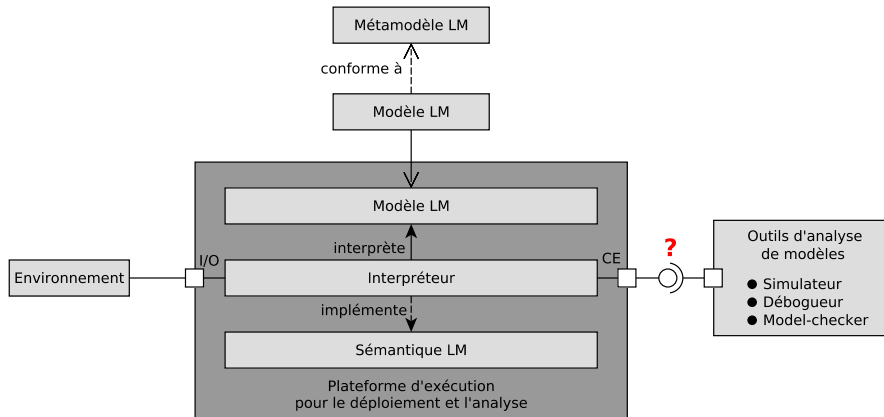 Métamodèle LM
conforme à
Modèle LM
Modèle LM
interprète
I/O
CE
?
Environnement
Interpréteur
implémente
Sémantique LM
Plateforme d'exécution
pour le déploiement et l'analyse
Outils d'analyse
de modèles
● Simulateur
● Débogueur
● Model-checker